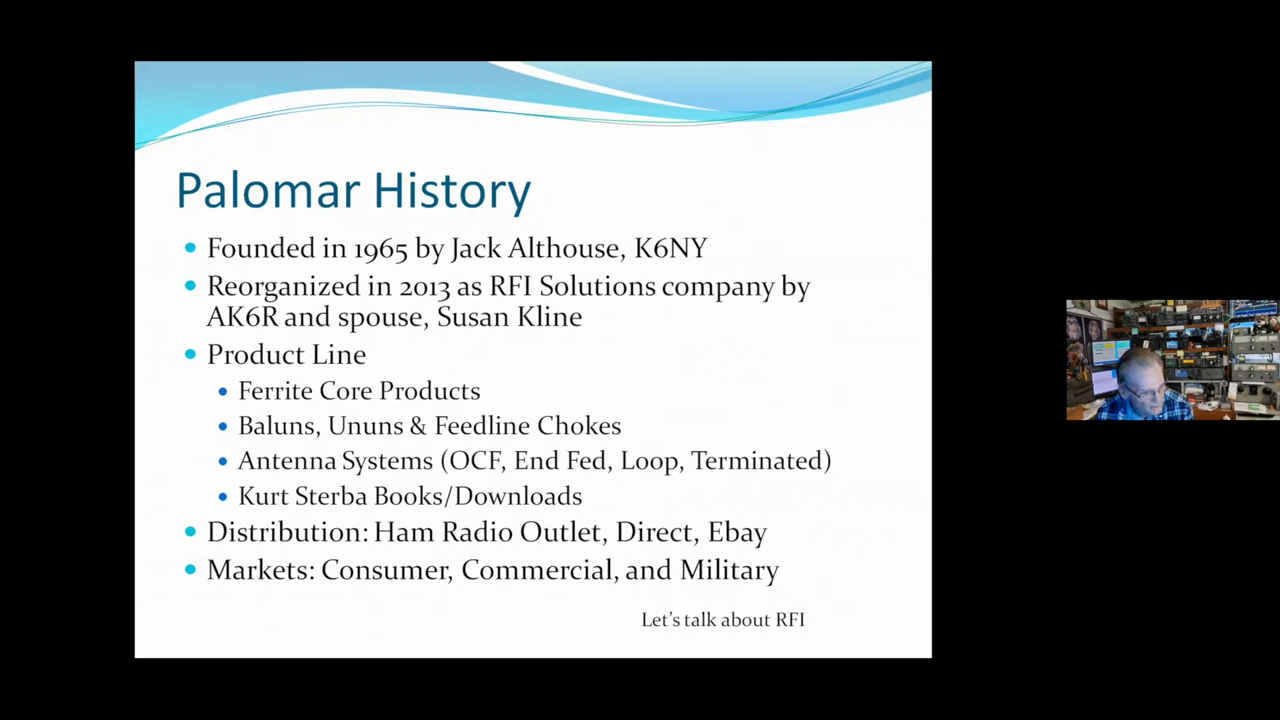 Palomar History
Founded in 1965 by Jack Althouse, K6NY
Reorganized in 2013 as RFI Solutions company by
AK6R and spouse, Susan Kline
Product Line
Ferrite Core Products
Baluns, Ununs & Feedline Chokes
Antenna Systems (OCF, End Fed, Loop, Terminated)
Kurt Sterba Books/Downloads
Distribution: Ham Radio Outlet, Direct, Ebay
Markets: Consumer, Commercial, and Military
Let’s talk about RFI